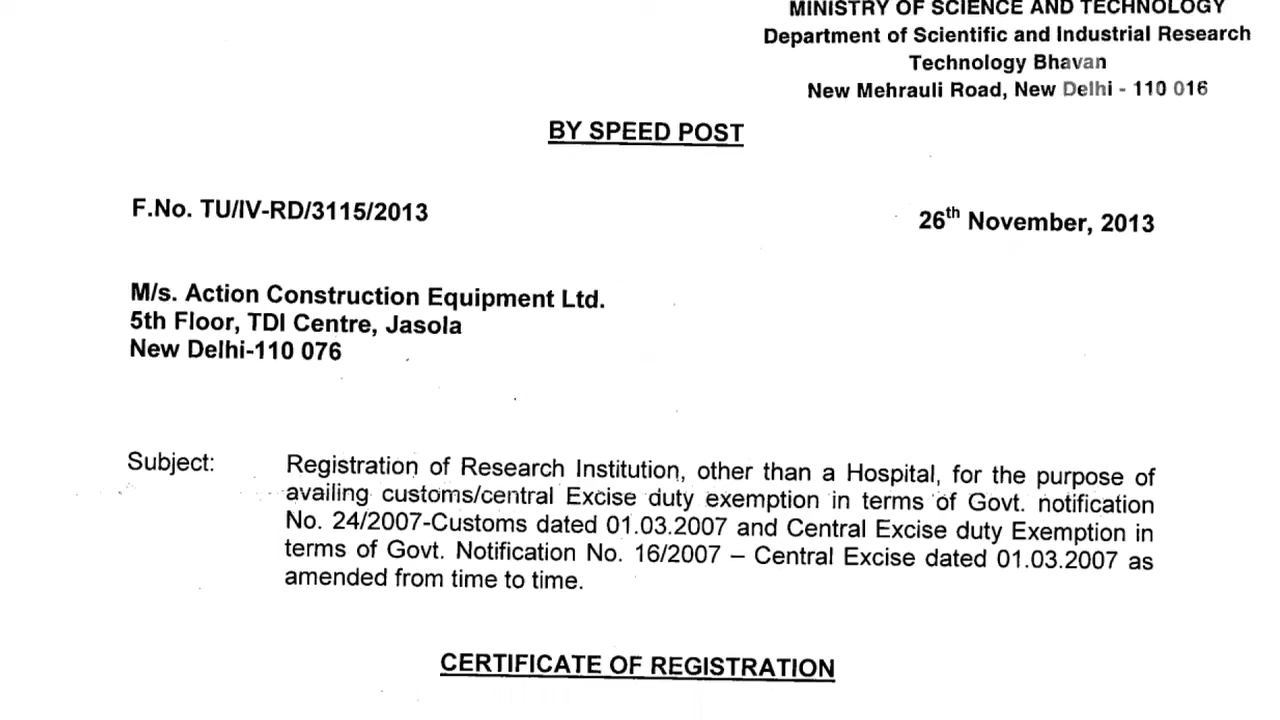 MINISTRY OF SCIENCE AND TECHNOLOGY
Department of Scientific and Industrial Research
Technology Bhavan
New Mehrauli Road, New Delhi - 110 016
BY SPEED POST
F.No. TU/IV-RD/3115/2013
26th November, 2013
M/s. Action Construction Equipment Ltd.
5th Floor, TDI Centre, Jasola
New Delhi-110 076
Subject: Registration of Research Institution, other than a Hospital, for the purpose of
availing customs/central Excise duty exemption in terms of Govt. notification
No. 24/2007-Customs dated 01.03.2007 and Central Excise duty Exemption in
terms of Govt. Notification No. 16/2007 – Central Excise dated 01.03.2007 as
amended from time to time.
CERTIFICATE OF REGISTRATION